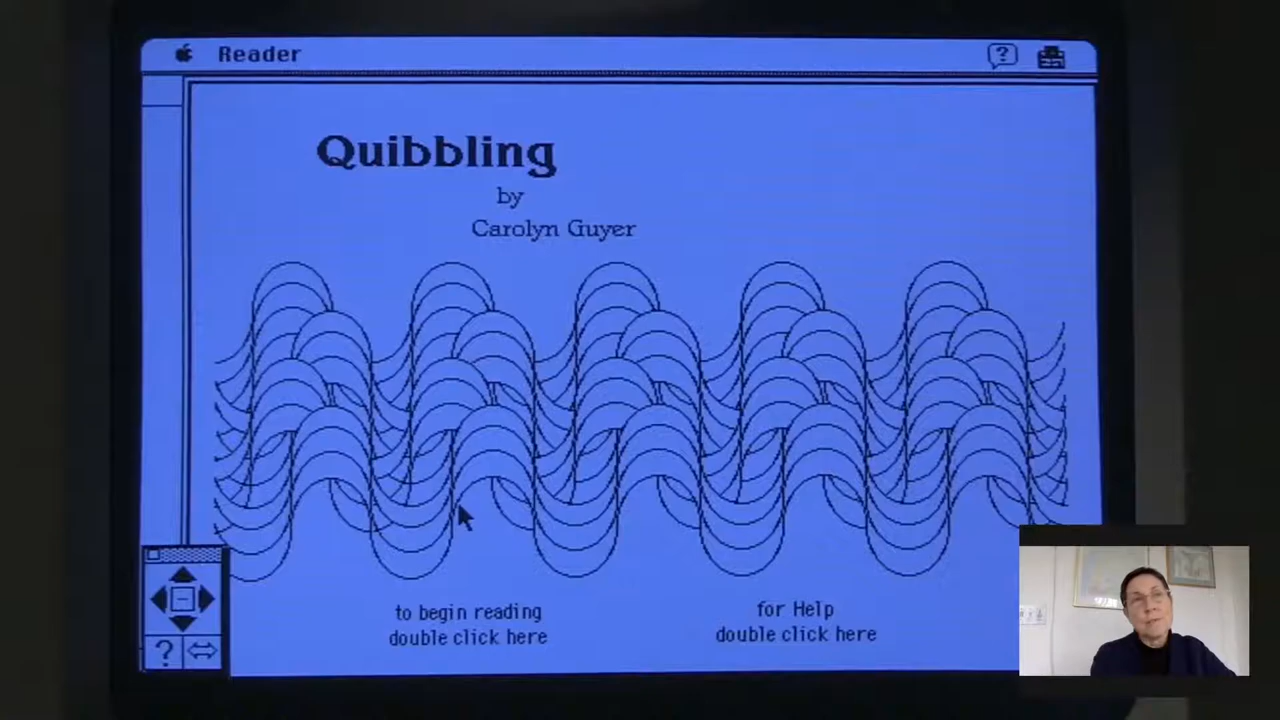 Reader
?
Quibbling
by
Carolyn Guyer
to begin reading
double click here
for Help
double click here
?